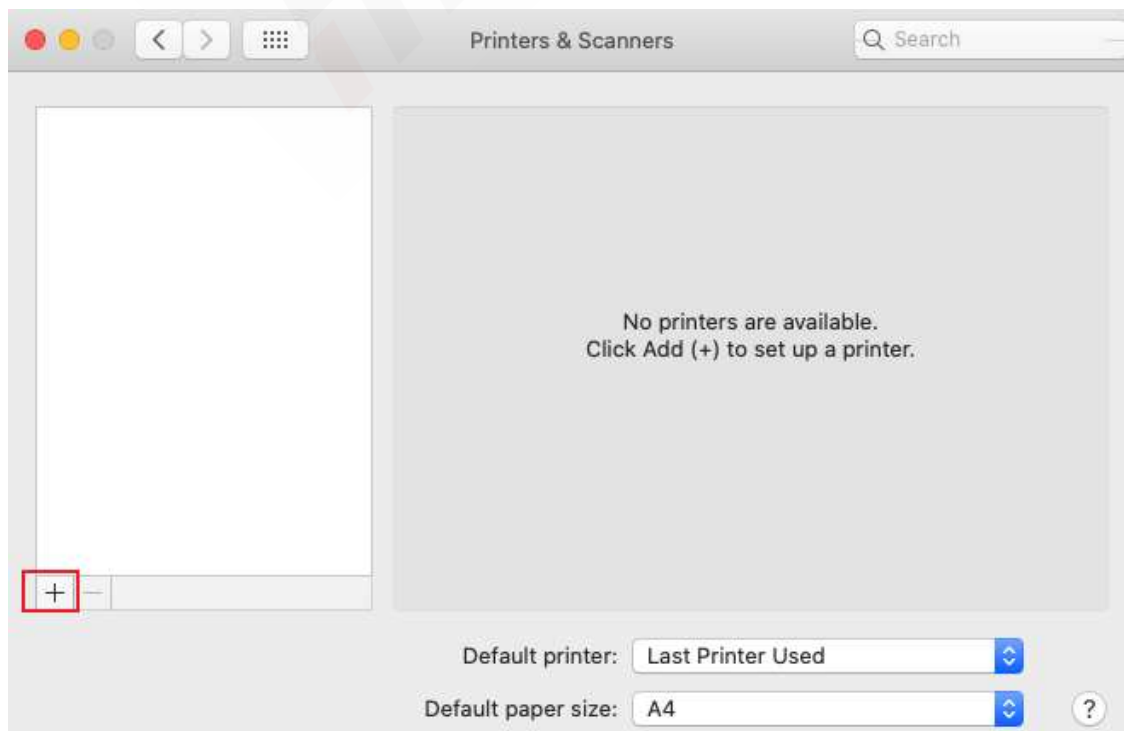 Printers & Scanners
Search
No printers are available.
Click Add (+) to set up a printer.
+ −
Default printer: Last Printer Used
Default paper size: A4
?